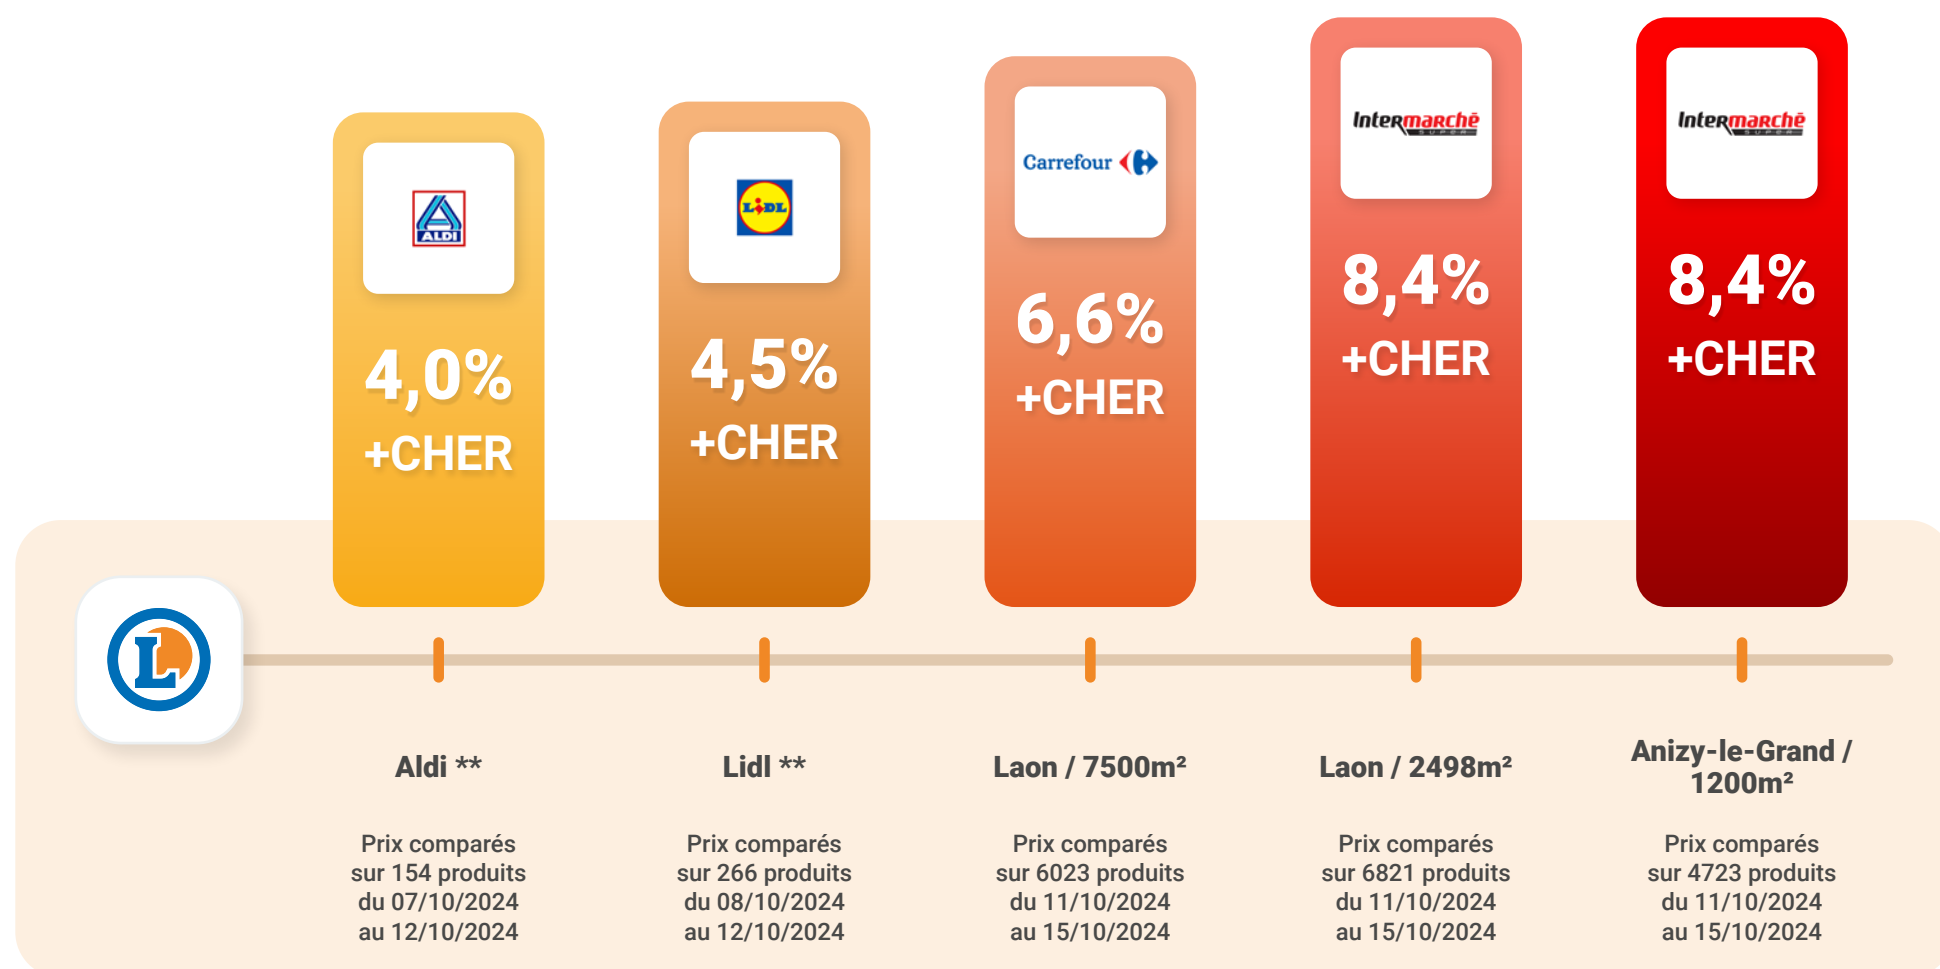 ALDI
4,0%
+CHER
LIDL
4,5%
+CHER
Carrefour
6,6%
+CHER
Intermarché
SUPER
8,4%
+CHER
Intermarché
SUPER
8,4%
+CHER
L
Aldi **
Prix comparés
sur 154 produits
du 07/10/2024
au 12/10/2024
Lidl **
Prix comparés
sur 266 produits
du 08/10/2024
au 12/10/2024
Laon / 7500m²
Prix comparés
sur 6023 produits
du 11/10/2024
au 15/10/2024
Laon / 2498m²
Prix comparés
sur 6821 produits
du 11/10/2024
au 15/10/2024
Anizy-le-Grand /
1200m²
Prix comparés
sur 4723 produits
du 11/10/2024
au 15/10/2024